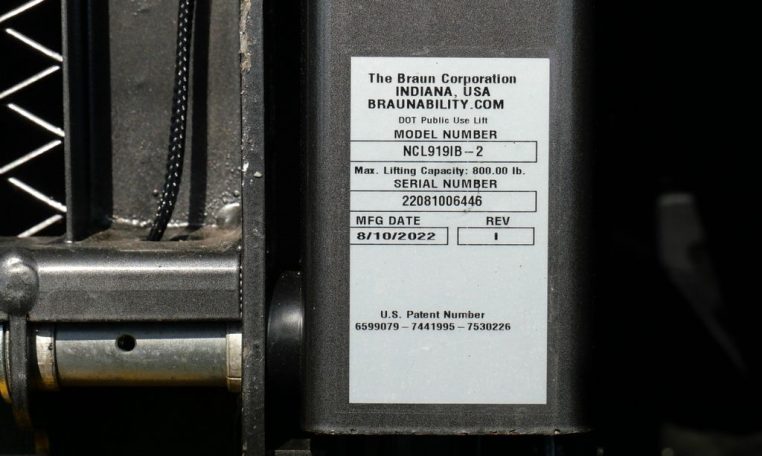 The Braun Corporation
INDIANA, USA
BRAUNABILITY.COM
DOT Public Use Lift
MODEL NUMBER
NCL919IB-2
Max. Lifting Capacity: 800.00 lb.
SERIAL NUMBER
22081006446
MFG DATE REV
8/10/2022 I
U.S. Patent Number
6599079-7441995-7530226